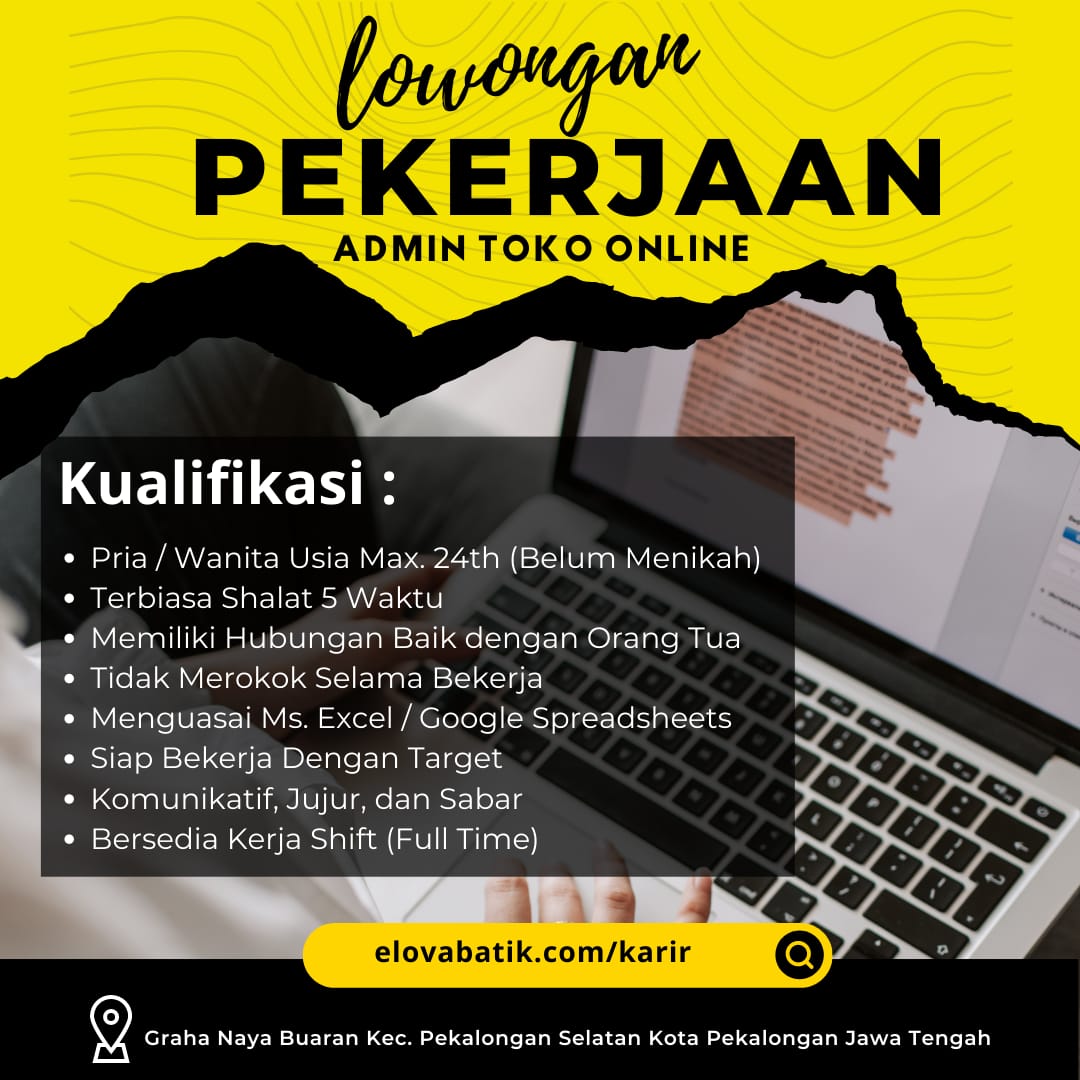 lowongan
PEKERJAAN
ADMIN TOKO ONLINE
Kualifikasi :
• Pria / Wanita Usia Max. 24th (Belum Menikah)
• Terbiasa Shalat 5 Waktu
• Memiliki Hubungan Baik dengan Orang Tua
• Tidak Merokok Selama Bekerja
• Menguasai Ms. Excel / Google Spreadsheets
• Siap Bekerja Dengan Target
• Komunikatif, Jujur, dan Sabar
• Bersedia Kerja Shift (Full Time)
elovabatik.com/karir
Graha Naya Buaran Kec. Pekalongan Selatan Kota Pekalongan Jawa Tengah